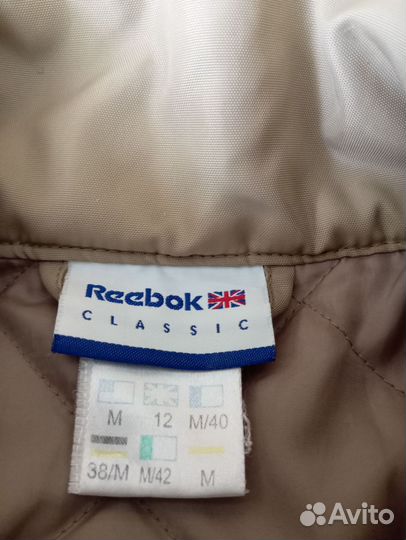 Reebok
CLASSIC
M 12 M/40
38/M M/42 M
Avito